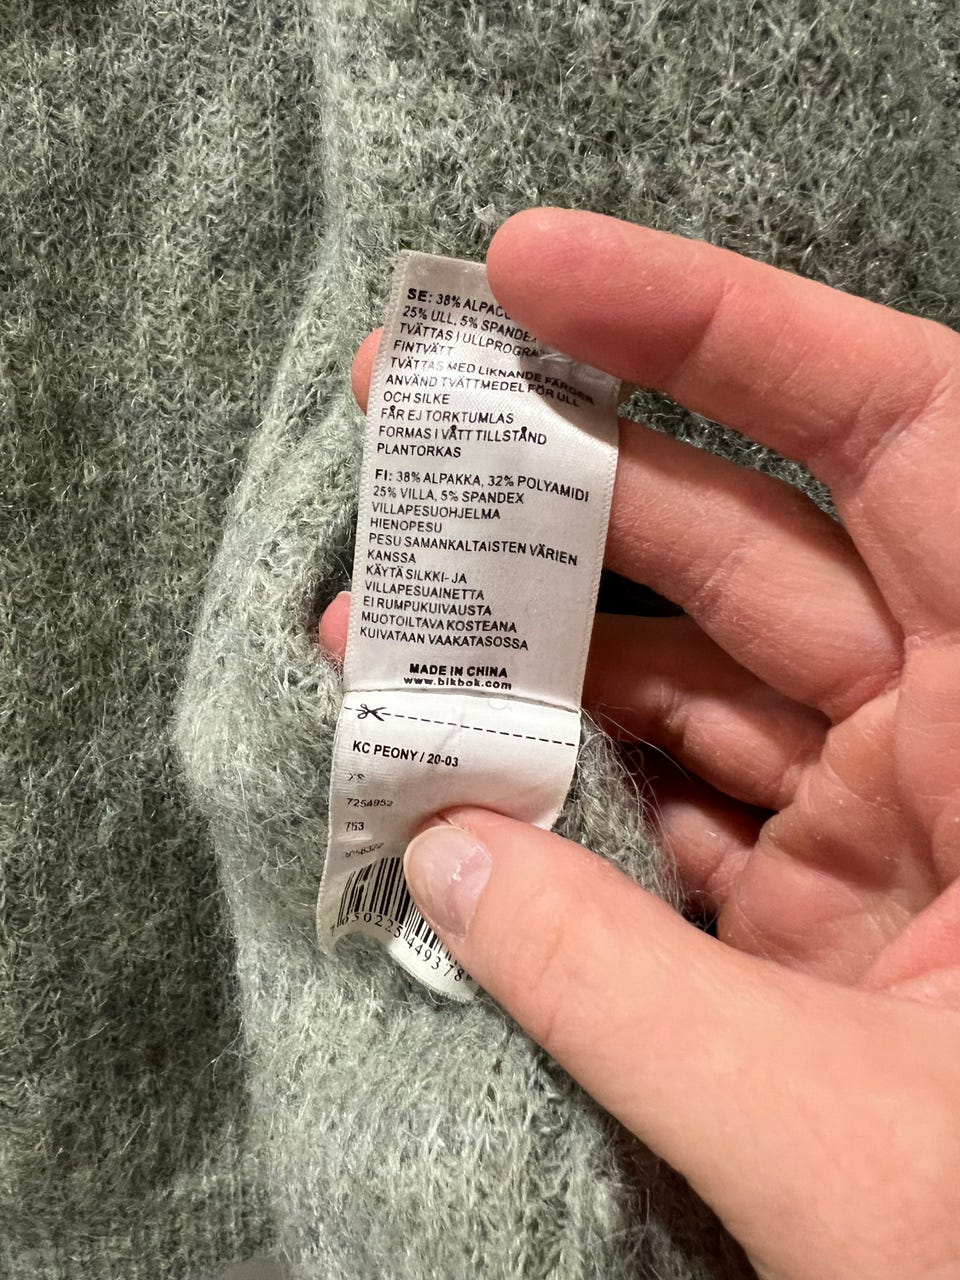 SE: 38% ALPACC
25% ULL, 5% SPANDEX
TVÄTTAS I ULLPROGRA
FINTVÄTT
TVÄTTAS MED LIKNANDE FÄRGER
ANVÄND TVÄTTMEDEL FÖR ULL
OCH SILKE
FÅR EJ TORKTUMLAS
FORMAS I VÅTT TILLSTÅND
PLANTORKAS
FI: 38% ALPAKKA, 32% POLYAMIDI
25% VILLA, 5% SPANDEX
VILLAPESUOHJELMA
HIENOPESU
PESU SAMANKALTAISTEN VÄRIEN
KANSSA
KÄYTÄ SILKKI- JA
VILLAPESUAINETTA
EI RUMPUKUIVAUSTA
MUOTOILTAVA KOSTEANA
KUIVATAAN VAAKATASOSSA
MADE IN CHINA
www.bikbok.com
KC PEONY / 20-03
XS
7254952
753
7050225449378